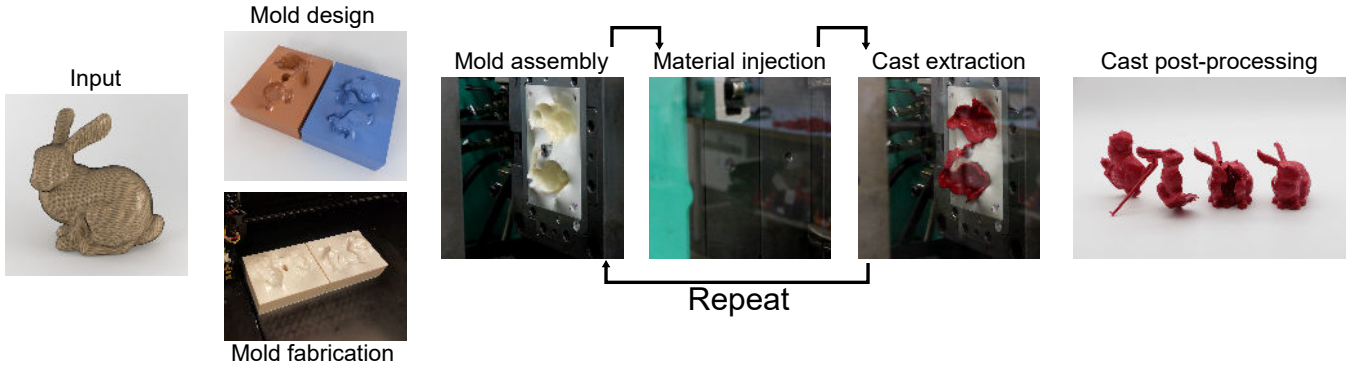 Input
Mold design
Mold fabrication
Mold assembly
Material injection
Cast extraction
Repeat
Cast post-processing